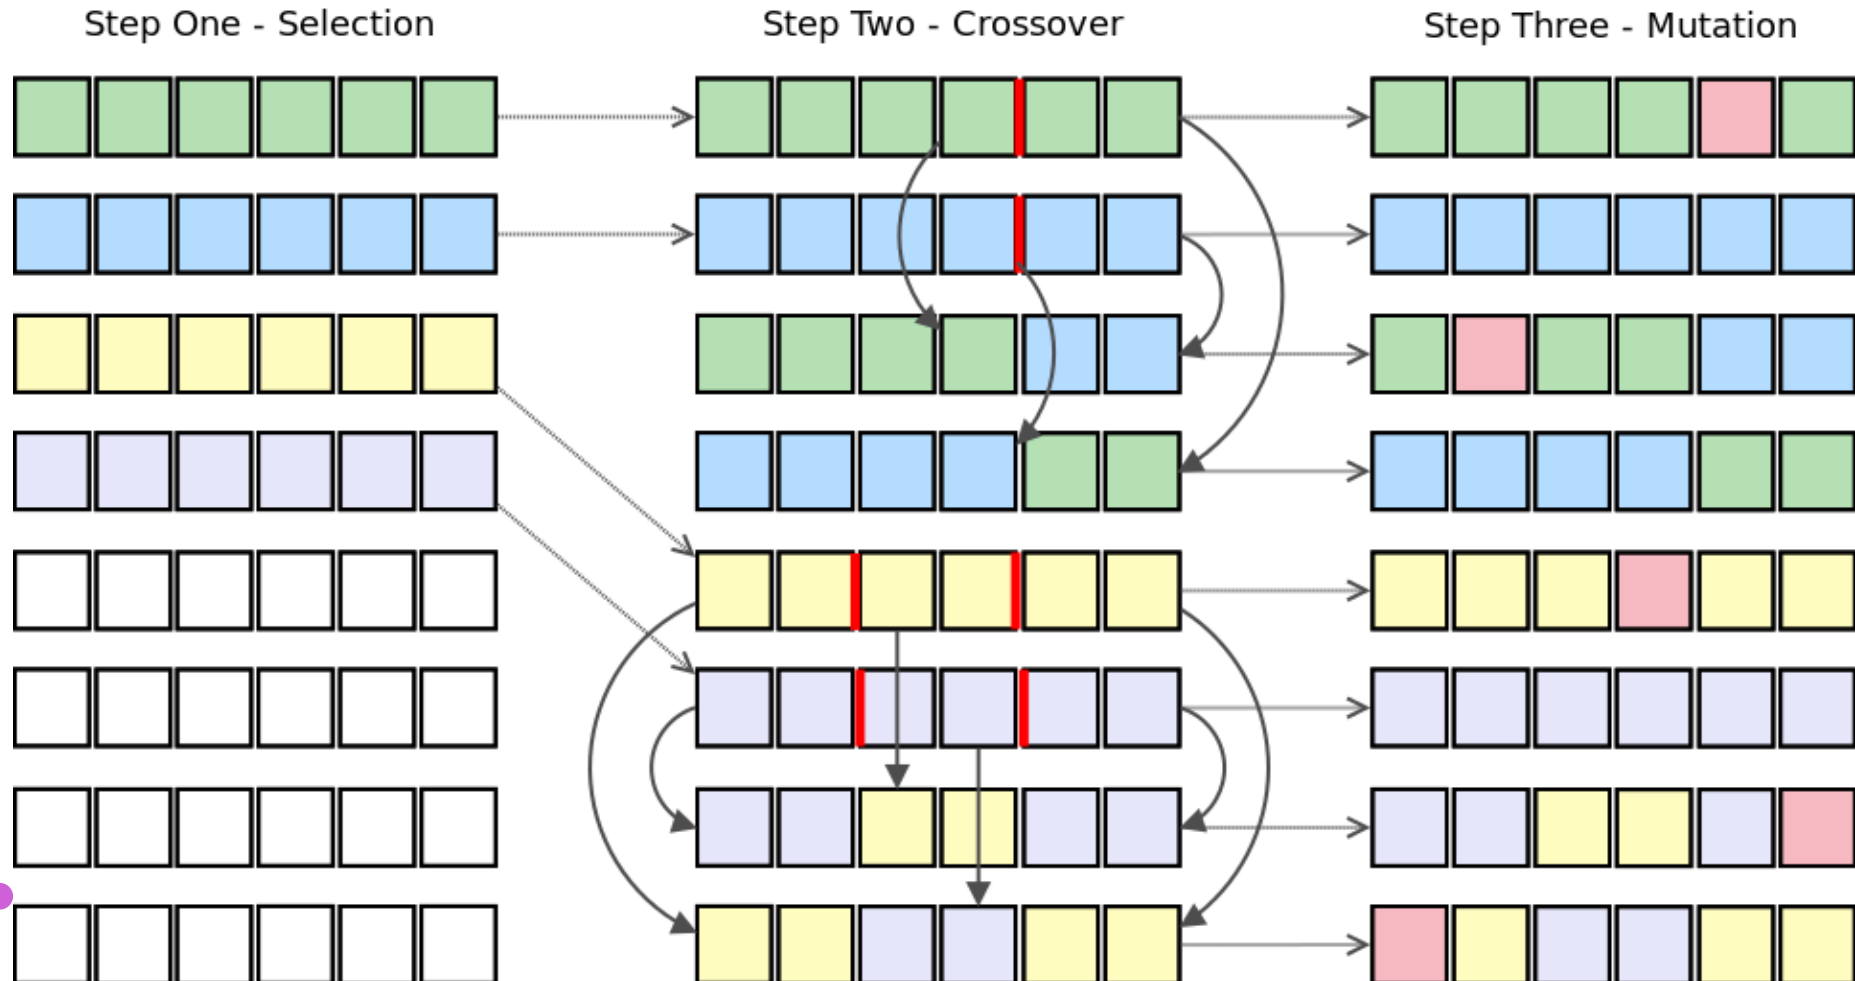 Step One - Selection
Step Two - Crossover
Step Three - Mutation